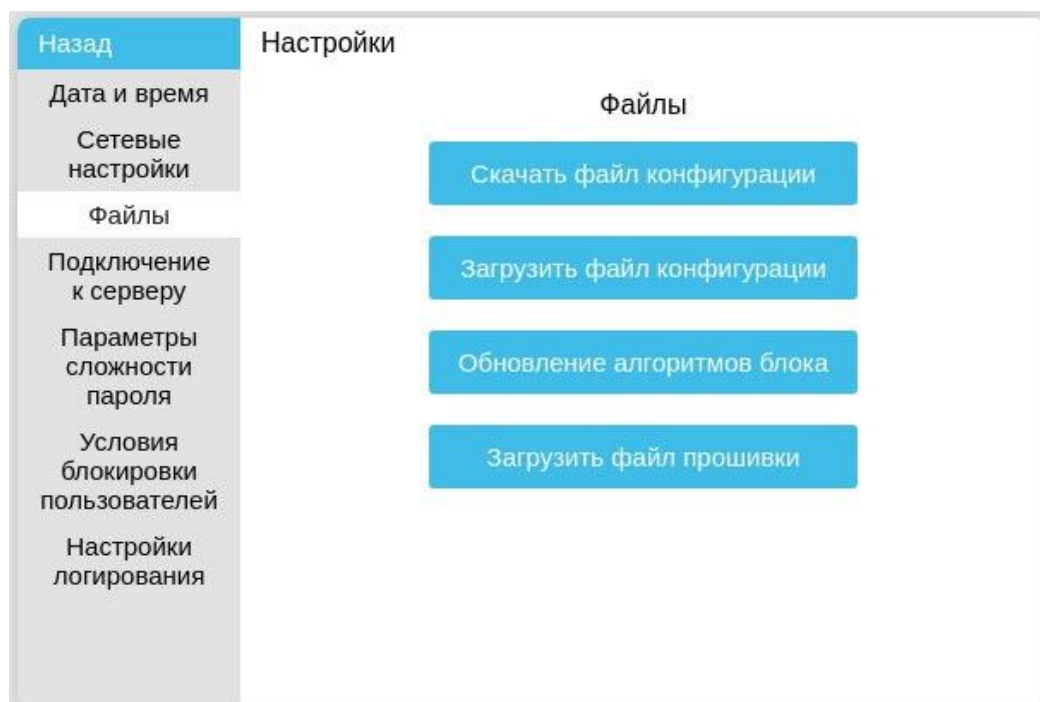 Назад
Дата и время
Сетевые
настройки
Файлы
Подключение
к серверу
Параметры
сложности
пароля
Условия
блокировки
пользователей
Настройки
логирования
Настройки
Файлы
Скачать файл конфигурации
Загрузить файл конфигурации
Обновление алгоритмов блока
Загрузить файл прошивки